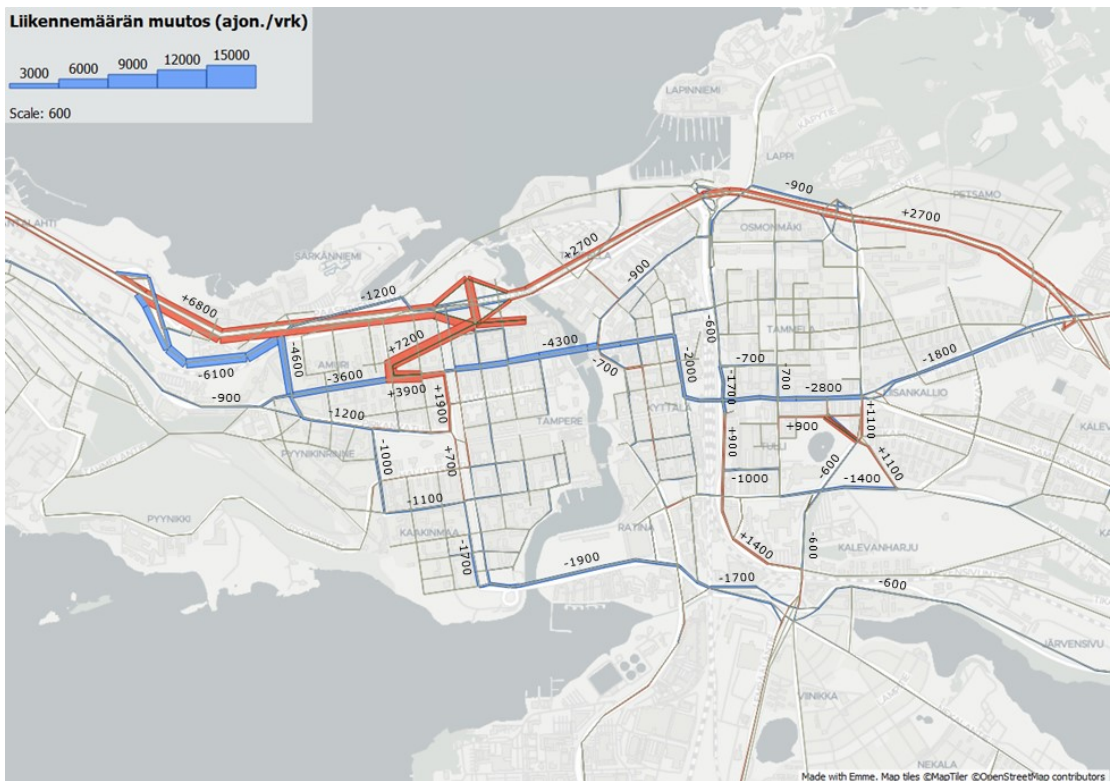 Liikennemäärän muutos (ajon./vrk)
3000 6000 9000 12000 15000
Scale: 600
LAPINNIEMI
KÄPYTIE
LAPPI
-900
PETSAMO
+2700
OSMONMÄKI
+2700
SÄRKÄNNIEMI
-900
-1200
+6800
-600
TAMMELA
+7200
-4300
-4600
AMURI
-6100
-3600
-700
-2000
-700
-1800
-700
-1700
-2800
+3900
+1900
-900
KYTTÄLÄ
-1200
TAMPERE
+900
+1100
+900
TULLI
PYYNIKINRINNE
+700
-1000
-600
+1100
-1000
-1400
-1100
PYYNIKKI
KAAKINMAA
RATINA
-1700
+1400
-600
KALEVANHARJU
-1900
-1700
-600
JÄRVENSIVU
VIINIKKA
NEKALA
Made with Emme. Map tiles ©MapTiler ©OpenStreetMap contributors